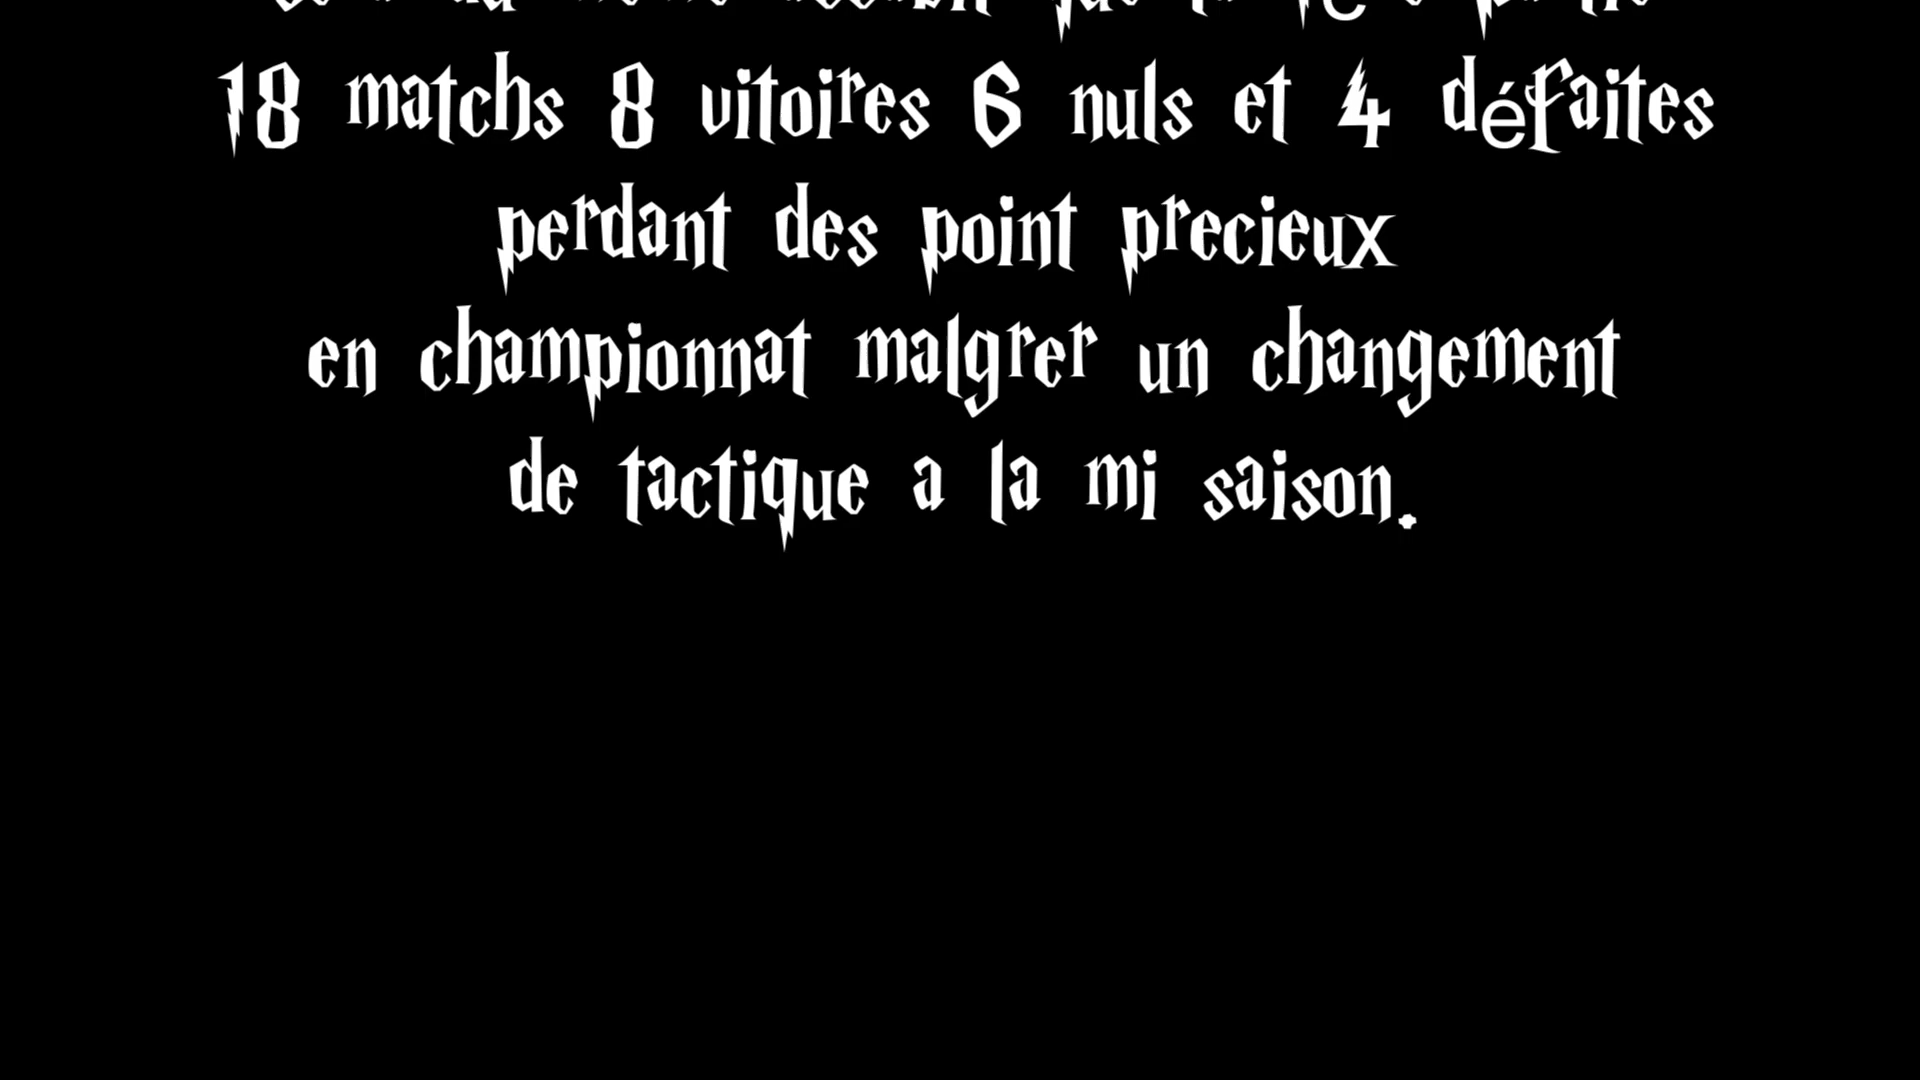 18 matchs 8 vitoires 6 nuls et 4 défaites
perdant des point precieux
en championnat malgrer un changement
de tactique a la mi saison.